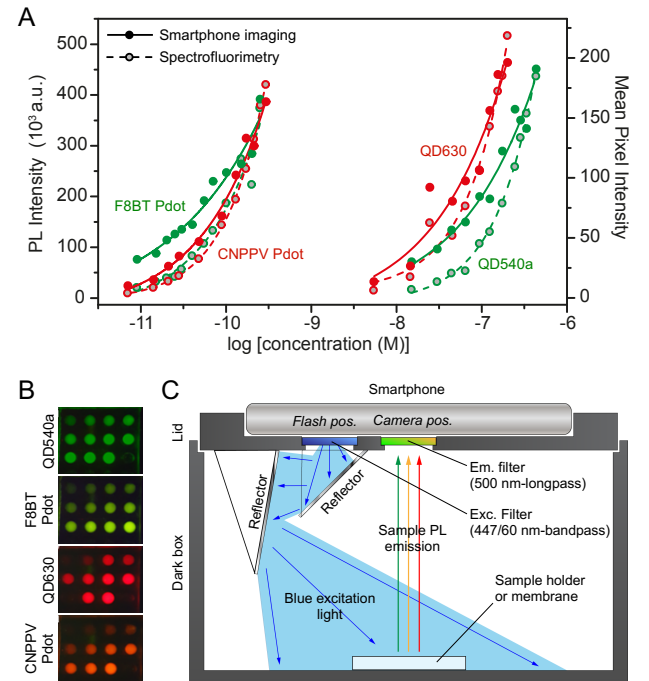 A
Smartphone imaging
Spectrofluorimetry
PL Intensity (10³ a.u.)
500
400
300
200
100
0
200
150
100
50
0
Mean Pixel Intensity
F8BT Pdot
CNPPV Pdot
QD630
QD540a
-11
-10
-9
-8
-7
-6
log [concentration (M)]
B
QD540a
F8BT
Pdot
QD630
CNPPV
Pdot
C
Smartphone
Flash pos.
Camera pos.
Lid
Dark box
Reflector
Reflector
Em. filter
(500 nm-longpass)
Exc. Filter
(447/60 nm-bandpass)
Sample PL
emission
Sample holder
or membrane
Blue excitation
light